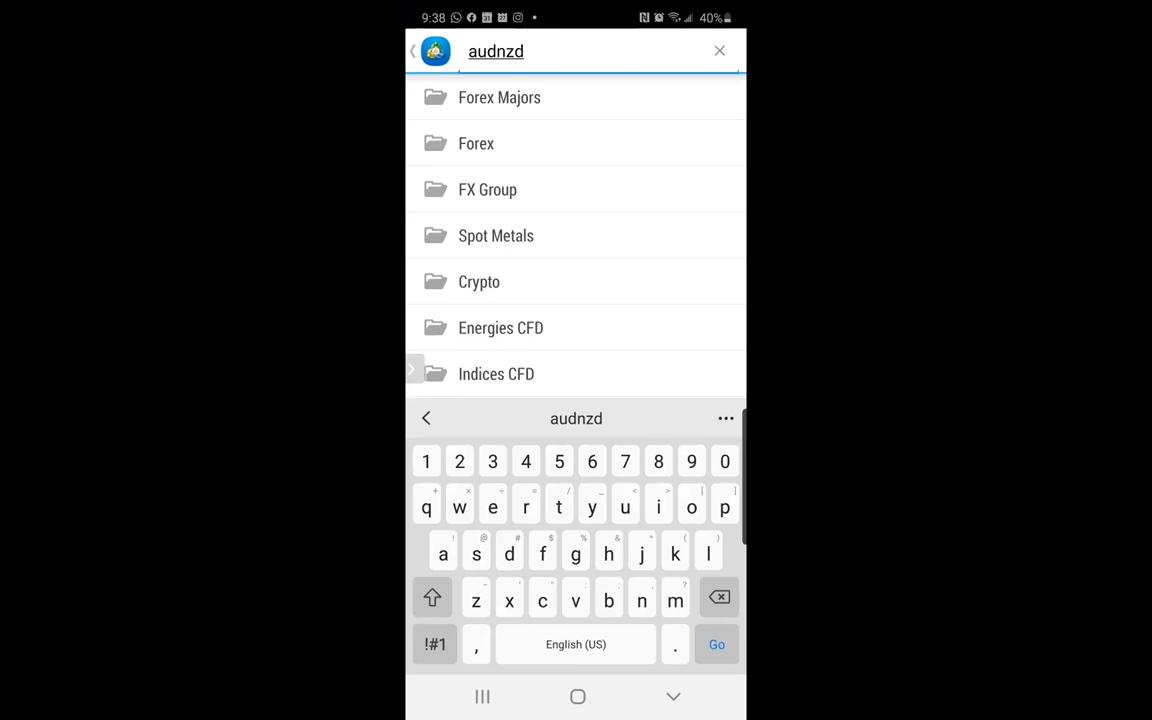 9:38 40%
audnzd
Forex Majors
Forex
FX Group
Spot Metals
Crypto
Energies CFD
Indices CFD
audnzd
1 2 3 4 5 6 7 8 9 0
q w e r t y u i o p
a s d f g h j k l
z x c v b n m
!#1 , English (US) . Go